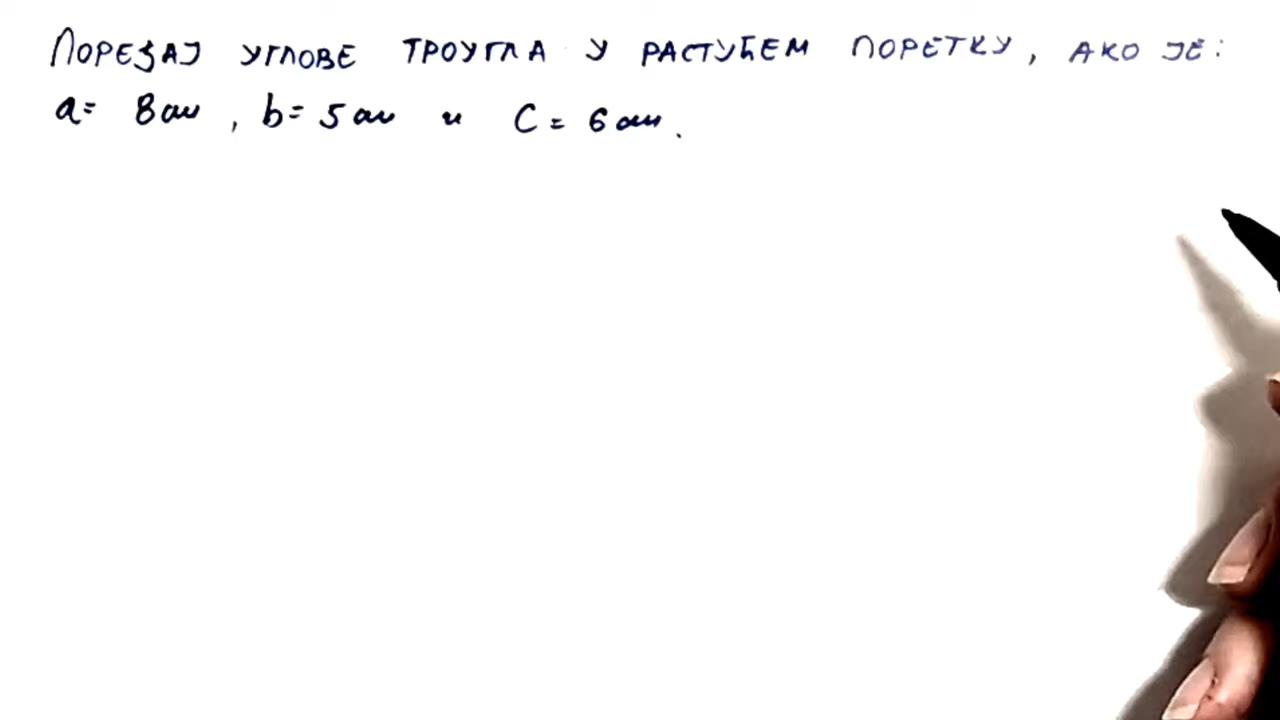 Поређај углове троугла у растућем поретку, ако је:
a= 8cm, b= 5cm и c= 6cm.